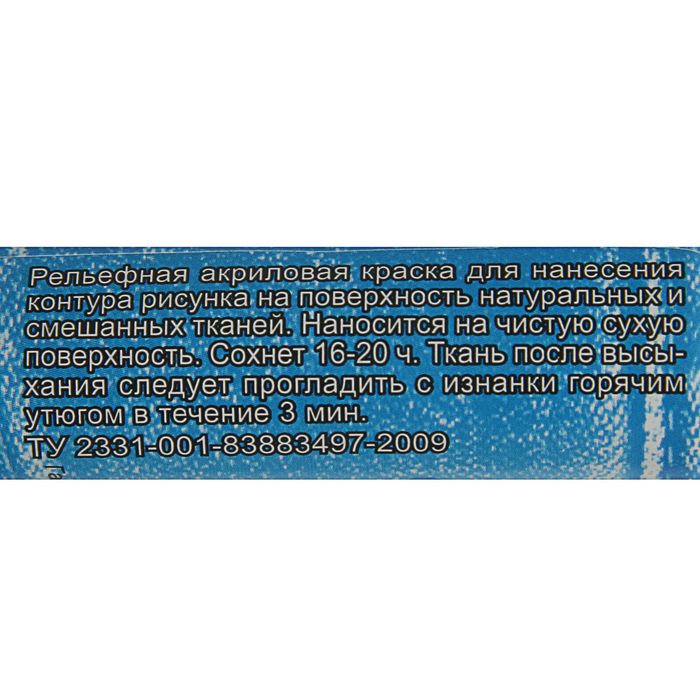 Рельефная акриловая краска для нанесения
контура рисунка на поверхность натуральных и
смешанных тканей. Наносится на чистую сухую
поверхность. Сохнет 16-20 ч. Ткань после высы-
хания следует прогладить с изнанки горячим
утюгом в течение 3 мин.
ТУ 2331-001-83883497-2009